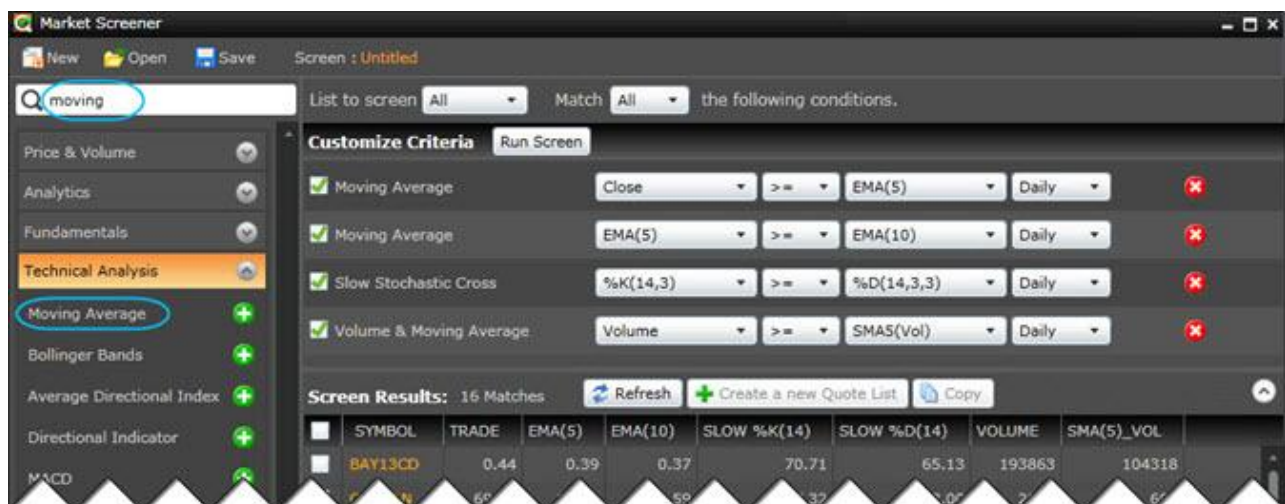 Market Screener
New Open Save Screen : Untitled
moving
List to screen All Match All the following conditions.
Customize Criteria Run Screen
Price & Volume
Analytics
Fundamentals
Technical Analysis
Moving Average
Bollinger Bands
Average Directional Index
Directional Indicator
MACD
Moving Average Close >= EMA(5) Daily
Moving Average EMA(5) >= EMA(10) Daily
Slow Stochastic Cross %K(14,3) >= %D(14,3,3) Daily
Volume & Moving Average Volume >= SMA5(Vol) Daily
Screen Results: 16 Matches Refresh Create a new Quote List Copy
SYMBOL TRADE EMA(5) EMA(10) SLOW %K(14) SLOW %D(14) VOLUME SMA(5)_VOL
BAY13CD 0.44 0.39 0.37 70.71 65.13 193863 104318